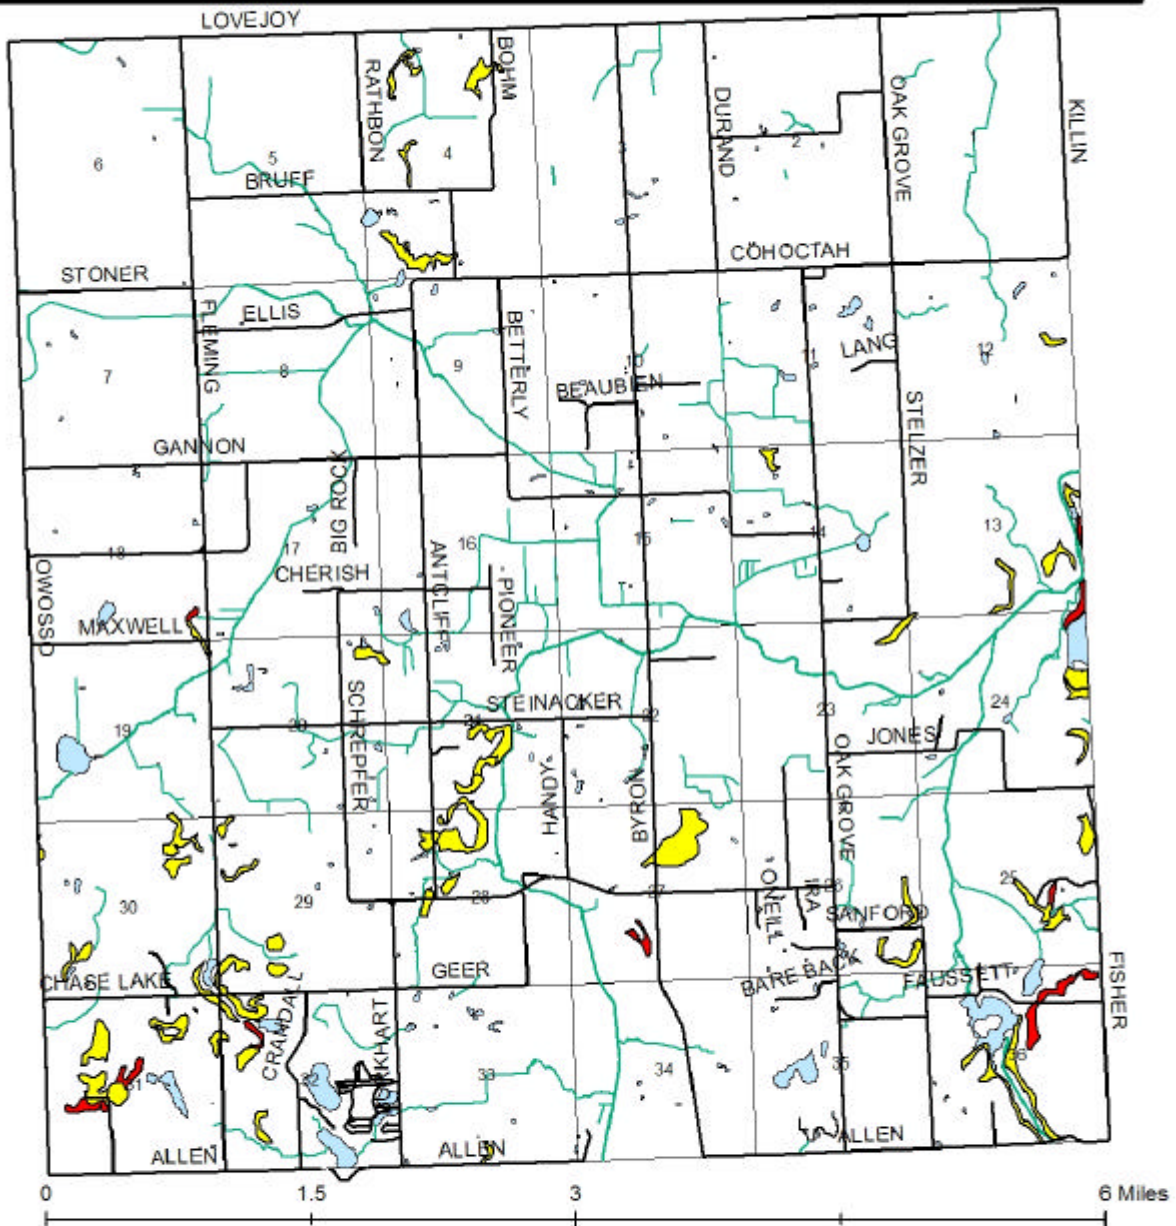 LOVEJOY
BOHM
RATHBON
DURAND
OAK GROVE
KILLIN
6
5
4
3
2
BRUFF
COHOCTAH
STONER
FLEMING
ELLIS
BETTERLY
LANG
7
8
9
10
11
12
BEAUBIEN
STELZER
GANNON
BIG ROCK
18
17
16
15
14
13
CHERISH
ANTCLIFF
PIONEER
OWOSSO
MAXWELL
SCHREPFER
STEINACKER
19
20
21
22
23
24
JONES
HANDY
BYRON
OAK GROVE
30
29
28
27
26
25
ONEILL
IRA
SANFORD
CHASE LAKE
GEER
BARE BACK
FAUSSETT
FISHER
CRANDALL
31
32
33
34
35
36
ALLEN
ALLEN
ALLEN
0 1.5 3 6 Miles